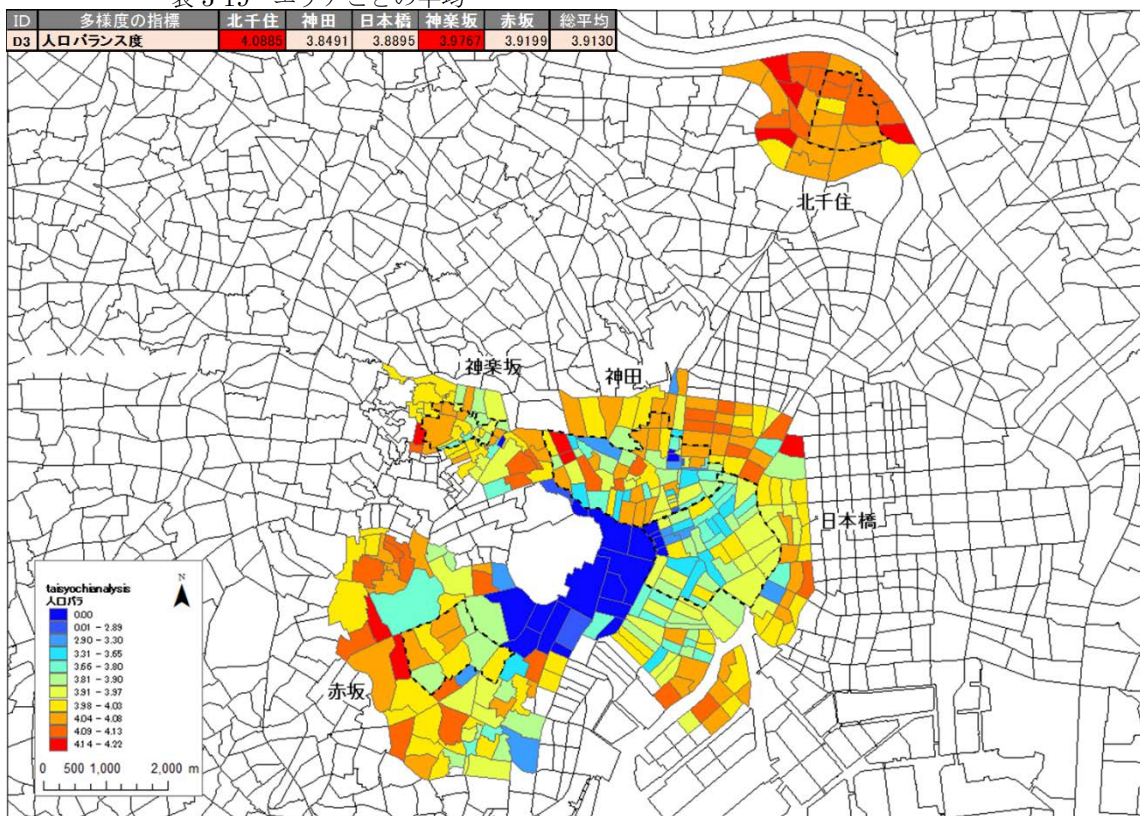 表 3-19 エリアごとの平均
ID 多様度の指標 北千住 神田 日本橋 神楽坂 赤坂 総平均
D3 人口バランス度 4.0885 3.8491 3.8895 3.9767 3.9199 3.9130
北千住
神楽坂
神田
日本橋
赤坂
taisyochianalysis
人口バラ
0.00
0.01 - 2.89
2.90 - 3.30
3.31 - 3.65
3.66 - 3.80
3.81 - 3.90
3.91 - 3.97
3.98 - 4.03
4.04 - 4.08
4.09 - 4.13
4.14 - 4.22
N
0 500 1,000 2,000 m